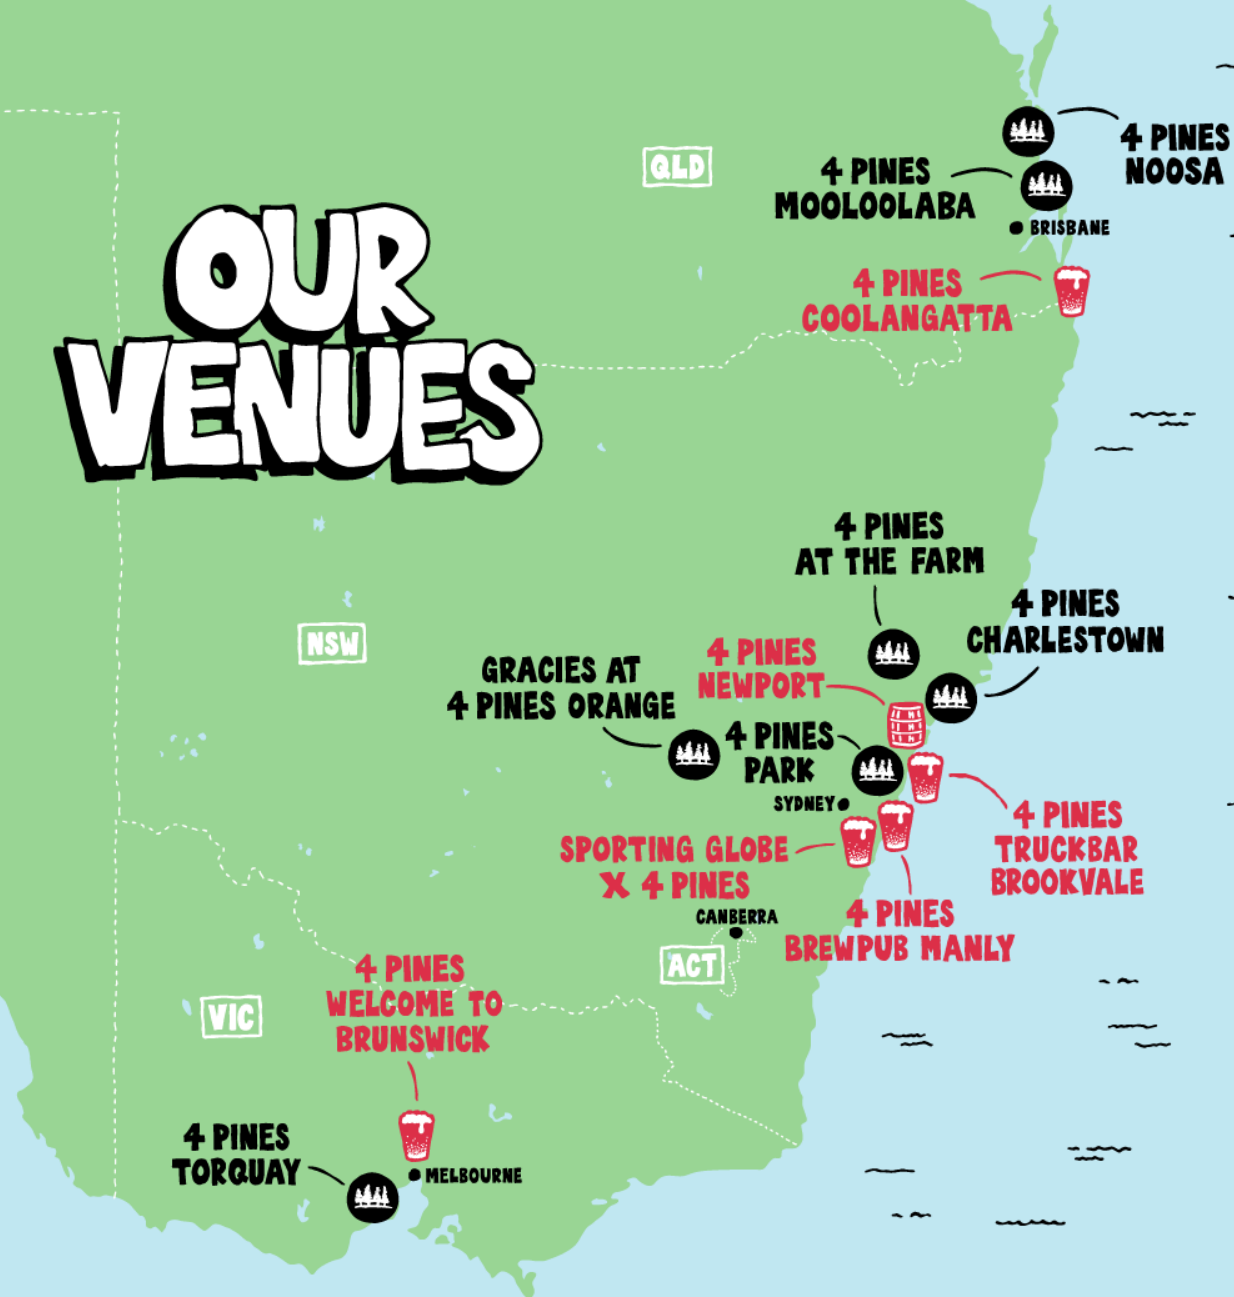 4 PINES
NOOSA
QLD
4 PINES
MOOLOOLABA
BRISBANE
OUR
VENUES
4 PINES
COOLANGATTA
4 PINES
AT THE FARM
4 PINES
CHARLESTOWN
NSW
4 PINES
NEWPORT
GRACIES AT
4 PINES ORANGE
4 PINES
PARK
SYDNEY
4 PINES
TRUCKBAR
BROOKVALE
SPORTING GLOBE
X 4 PINES
4 PINES
BREWPUB MANLY
CANBERRA
ACT
4 PINES
WELCOME TO
BRUNSWICK
VIC
4 PINES
TORQUAY
MELBOURNE